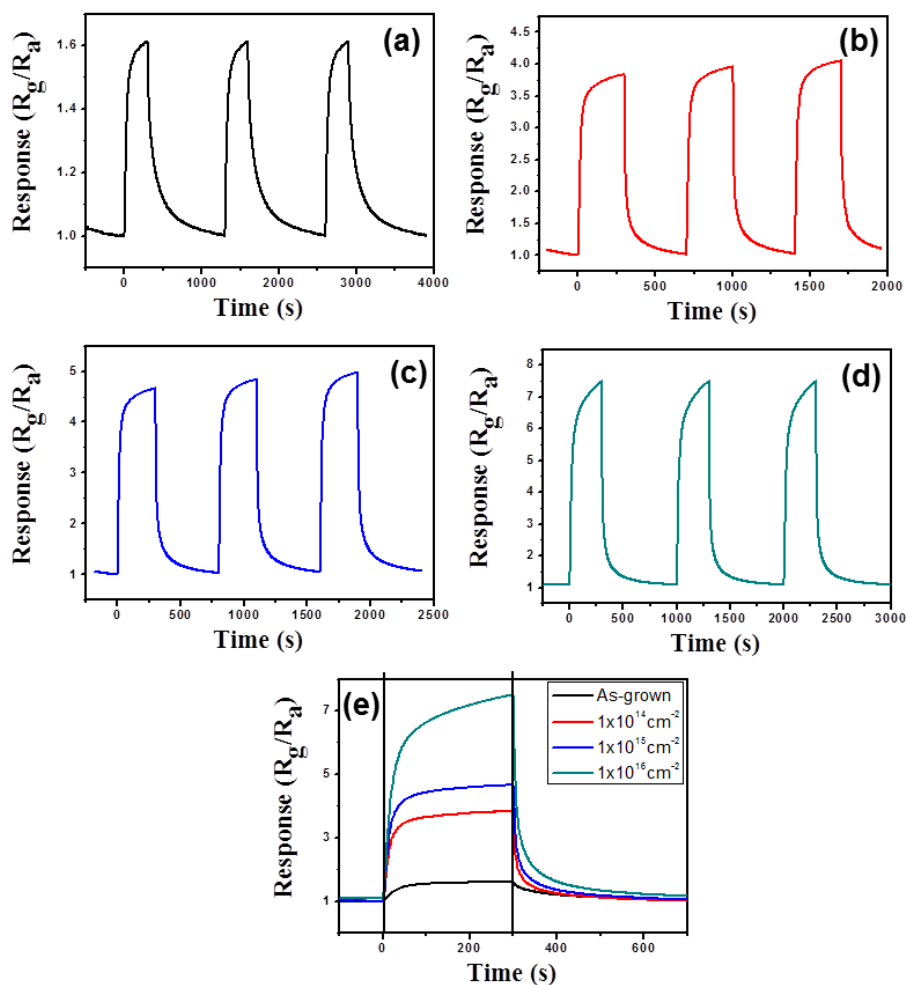 (a)
Response (Rg/Ra)
1.6
1.4
1.2
1.0
0 1000 2000 3000 4000
Time (s)
(b)
Response (Rg/Ra)
4.5
4.0
3.5
3.0
2.5
2.0
1.5
1.0
0 500 1000 1500 2000
Time (s)
(c)
Response (Rg/Ra)
5
4
3
2
1
0 500 1000 1500 2000 2500
Time (s)
(d)
Response (Rg/Ra)
8
7
6
5
4
3
2
1
0 500 1000 1500 2000 2500 3000
Time (s)
(e)
Response (Rg/Ra)
7
5
3
1
As-grown
1x10¹⁴cm⁻²
1x10¹⁵cm⁻²
1x10¹⁶cm⁻²
0 200 400 600
Time (s)